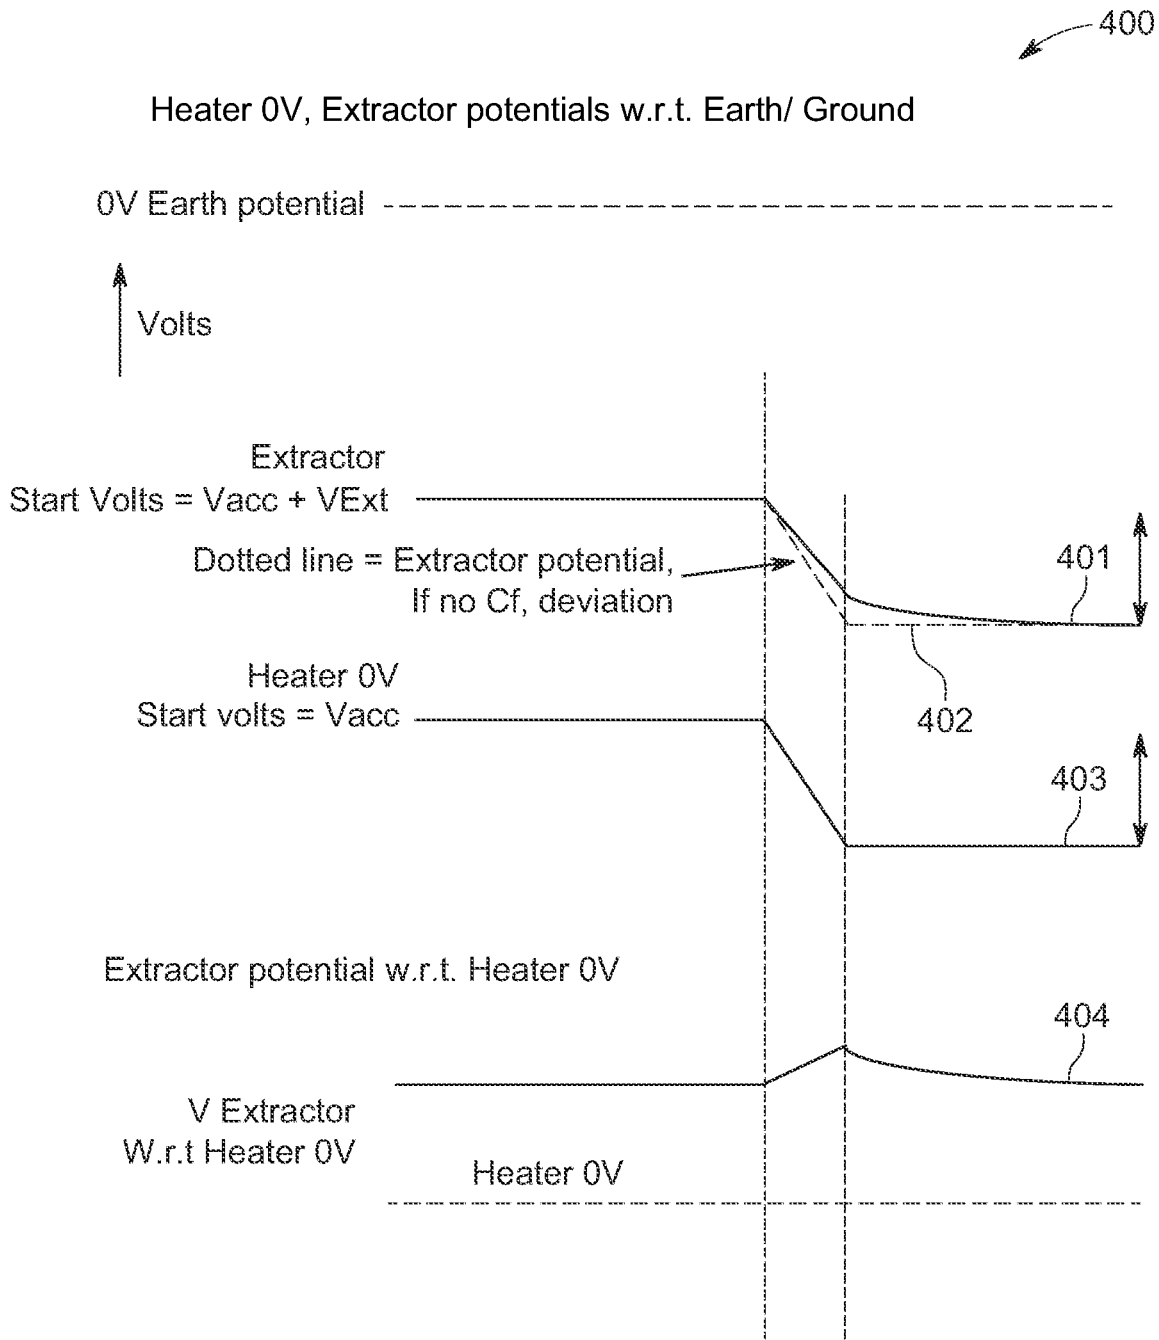 400
Heater 0V, Extractor potentials w.r.t. Earth/ Ground
0V Earth potential
Volts
Extractor
Start Volts = Vacc + VExt
Dotted line = Extractor potential,
If no Cf, deviation
401
402
Heater 0V
Start volts = Vacc
403
Extractor potential w.r.t. Heater 0V
404
V Extractor
W.r.t Heater 0V
Heater 0V